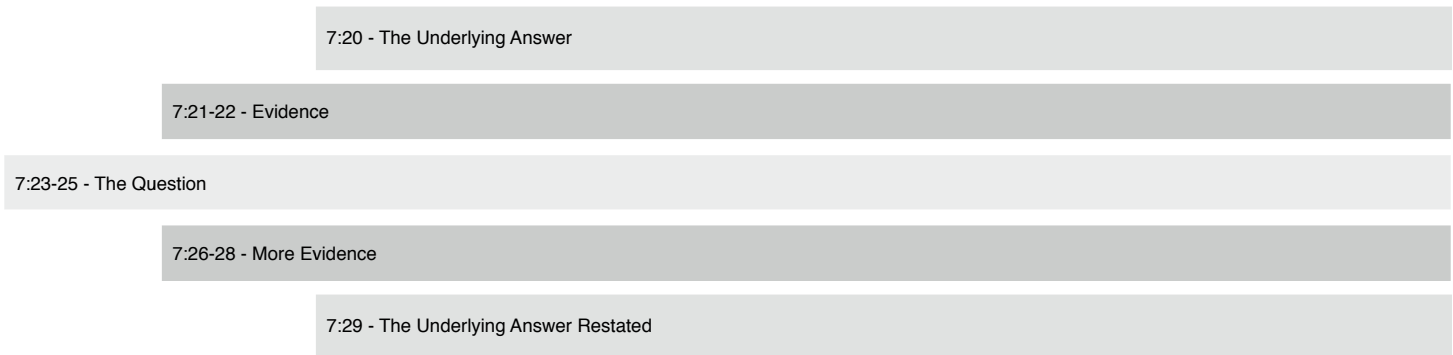 7:20 - The Underlying Answer
7:21-22 - Evidence
7:23-25 - The Question
7:26-28 - More Evidence
7:29 - The Underlying Answer Restated